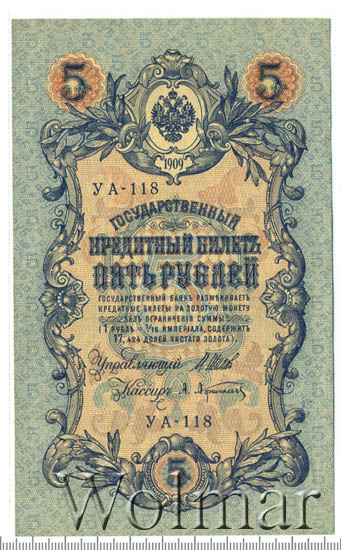 5 5
1909
УА-118
ГОСУДАРСТВЕННЫЙ
КРЕДИТНЫЙ БИЛЕТЪ
ПЯТЬ РУБЛЕЙ
ГОСУДАРСТВЕННЫЙ БАНКЪ РАЗМѢНИВАЕТЪ
КРЕДИТНЫЕ БИЛЕТЫ НА ЗОЛОТУЮ МОНЕТУ
БЕЗЪ ОГРАНИЧЕНІЯ СУММЫ
(1 РУБЛЬ = 1/15 ИМПЕРІАЛА, СОДЕРЖИТЪ
17,424 ДОЛЕЙ ЧИСТАГО ЗОЛОТА).
Управляющій
Кассиръ
УА-118
5
Wolmar